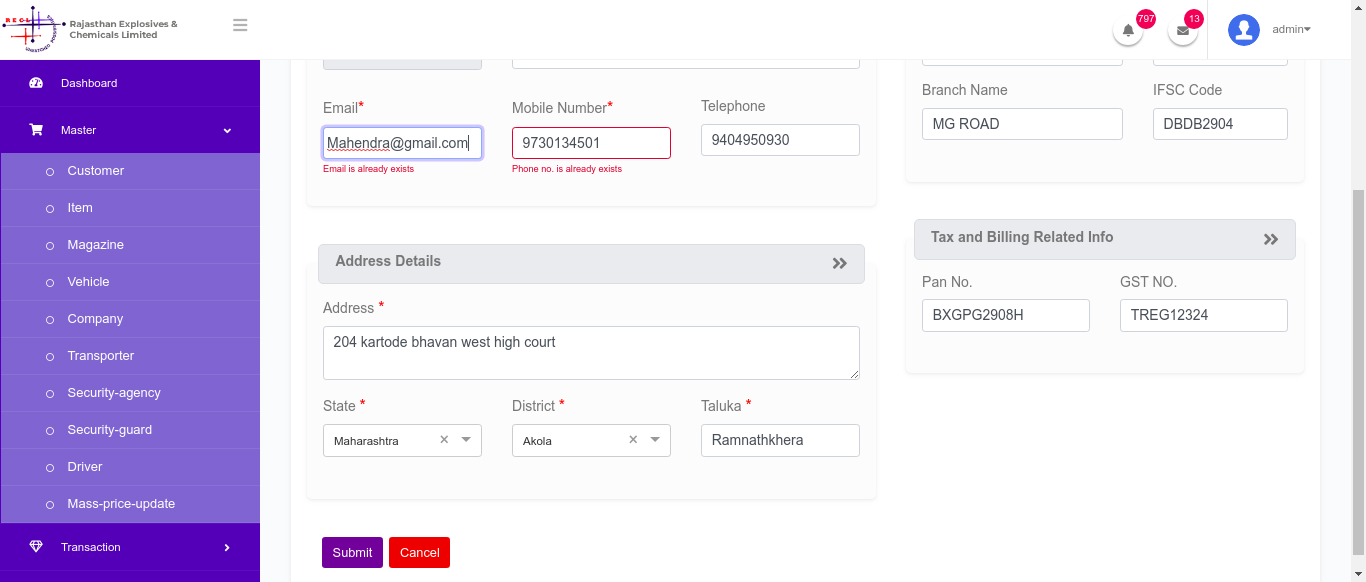 RECL
Rajasthan Explosives &
Chemicals Limited
797
13
admin
Dashboard
Master
Customer
Item
Magazine
Vehicle
Company
Transporter
Security-agency
Security-guard
Driver
Mass-price-update
Transaction
Email*
Mobile Number*
Telephone
Mahendra@gmail.com
9730134501
9404950930
Email is already exists
Phone no. is already exists
Address Details
Address *
204 kartode bhavan west high court
State *
District *
Taluka *
Maharashtra ×
Akola ×
Ramnathkhera
Submit
Cancel
Branch Name
IFSC Code
MG ROAD
DBDB2904
Tax and Billing Related Info
Pan No.
GST NO.
BXGPG2908H
TREG12324